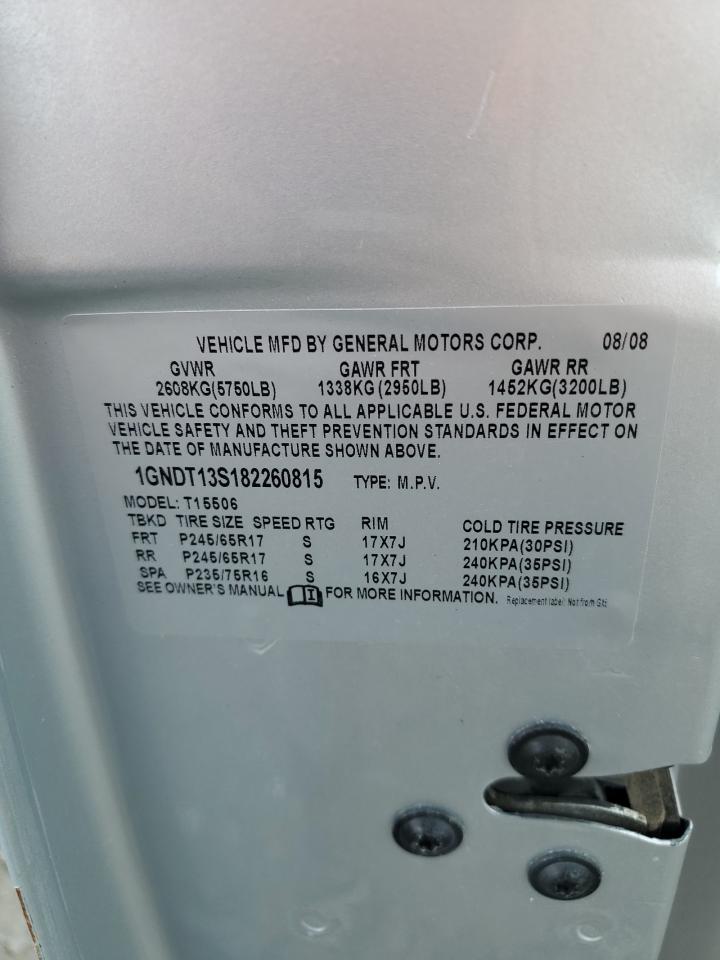 VEHICLE MFD BY GENERAL MOTORS CORP. 08/08
GVWR GAWR FRT GAWR RR
2608KG(5750LB) 1338KG(2950LB) 1452KG(3200LB)
THIS VEHICLE CONFORMS TO ALL APPLICABLE U.S. FEDERAL MOTOR
VEHICLE SAFETY AND THEFT PREVENTION STANDARDS IN EFFECT ON
THE DATE OF MANUFACTURE SHOWN ABOVE.
1GNDT13S182260815 TYPE: M.P.V.
MODEL: T15506
TBKD TIRE SIZE SPEED RTG RIM COLD TIRE PRESSURE
FRT P245/65R17 S 17X7J 210KPA(30PSI)
RR P245/65R17 S 17X7J 240KPA(35PSI)
SPA P235/75R16 S 16X7J 240KPA(35PSI)
SEE OWNER'S MANUAL FOR MORE INFORMATION. Replacement label: Not from